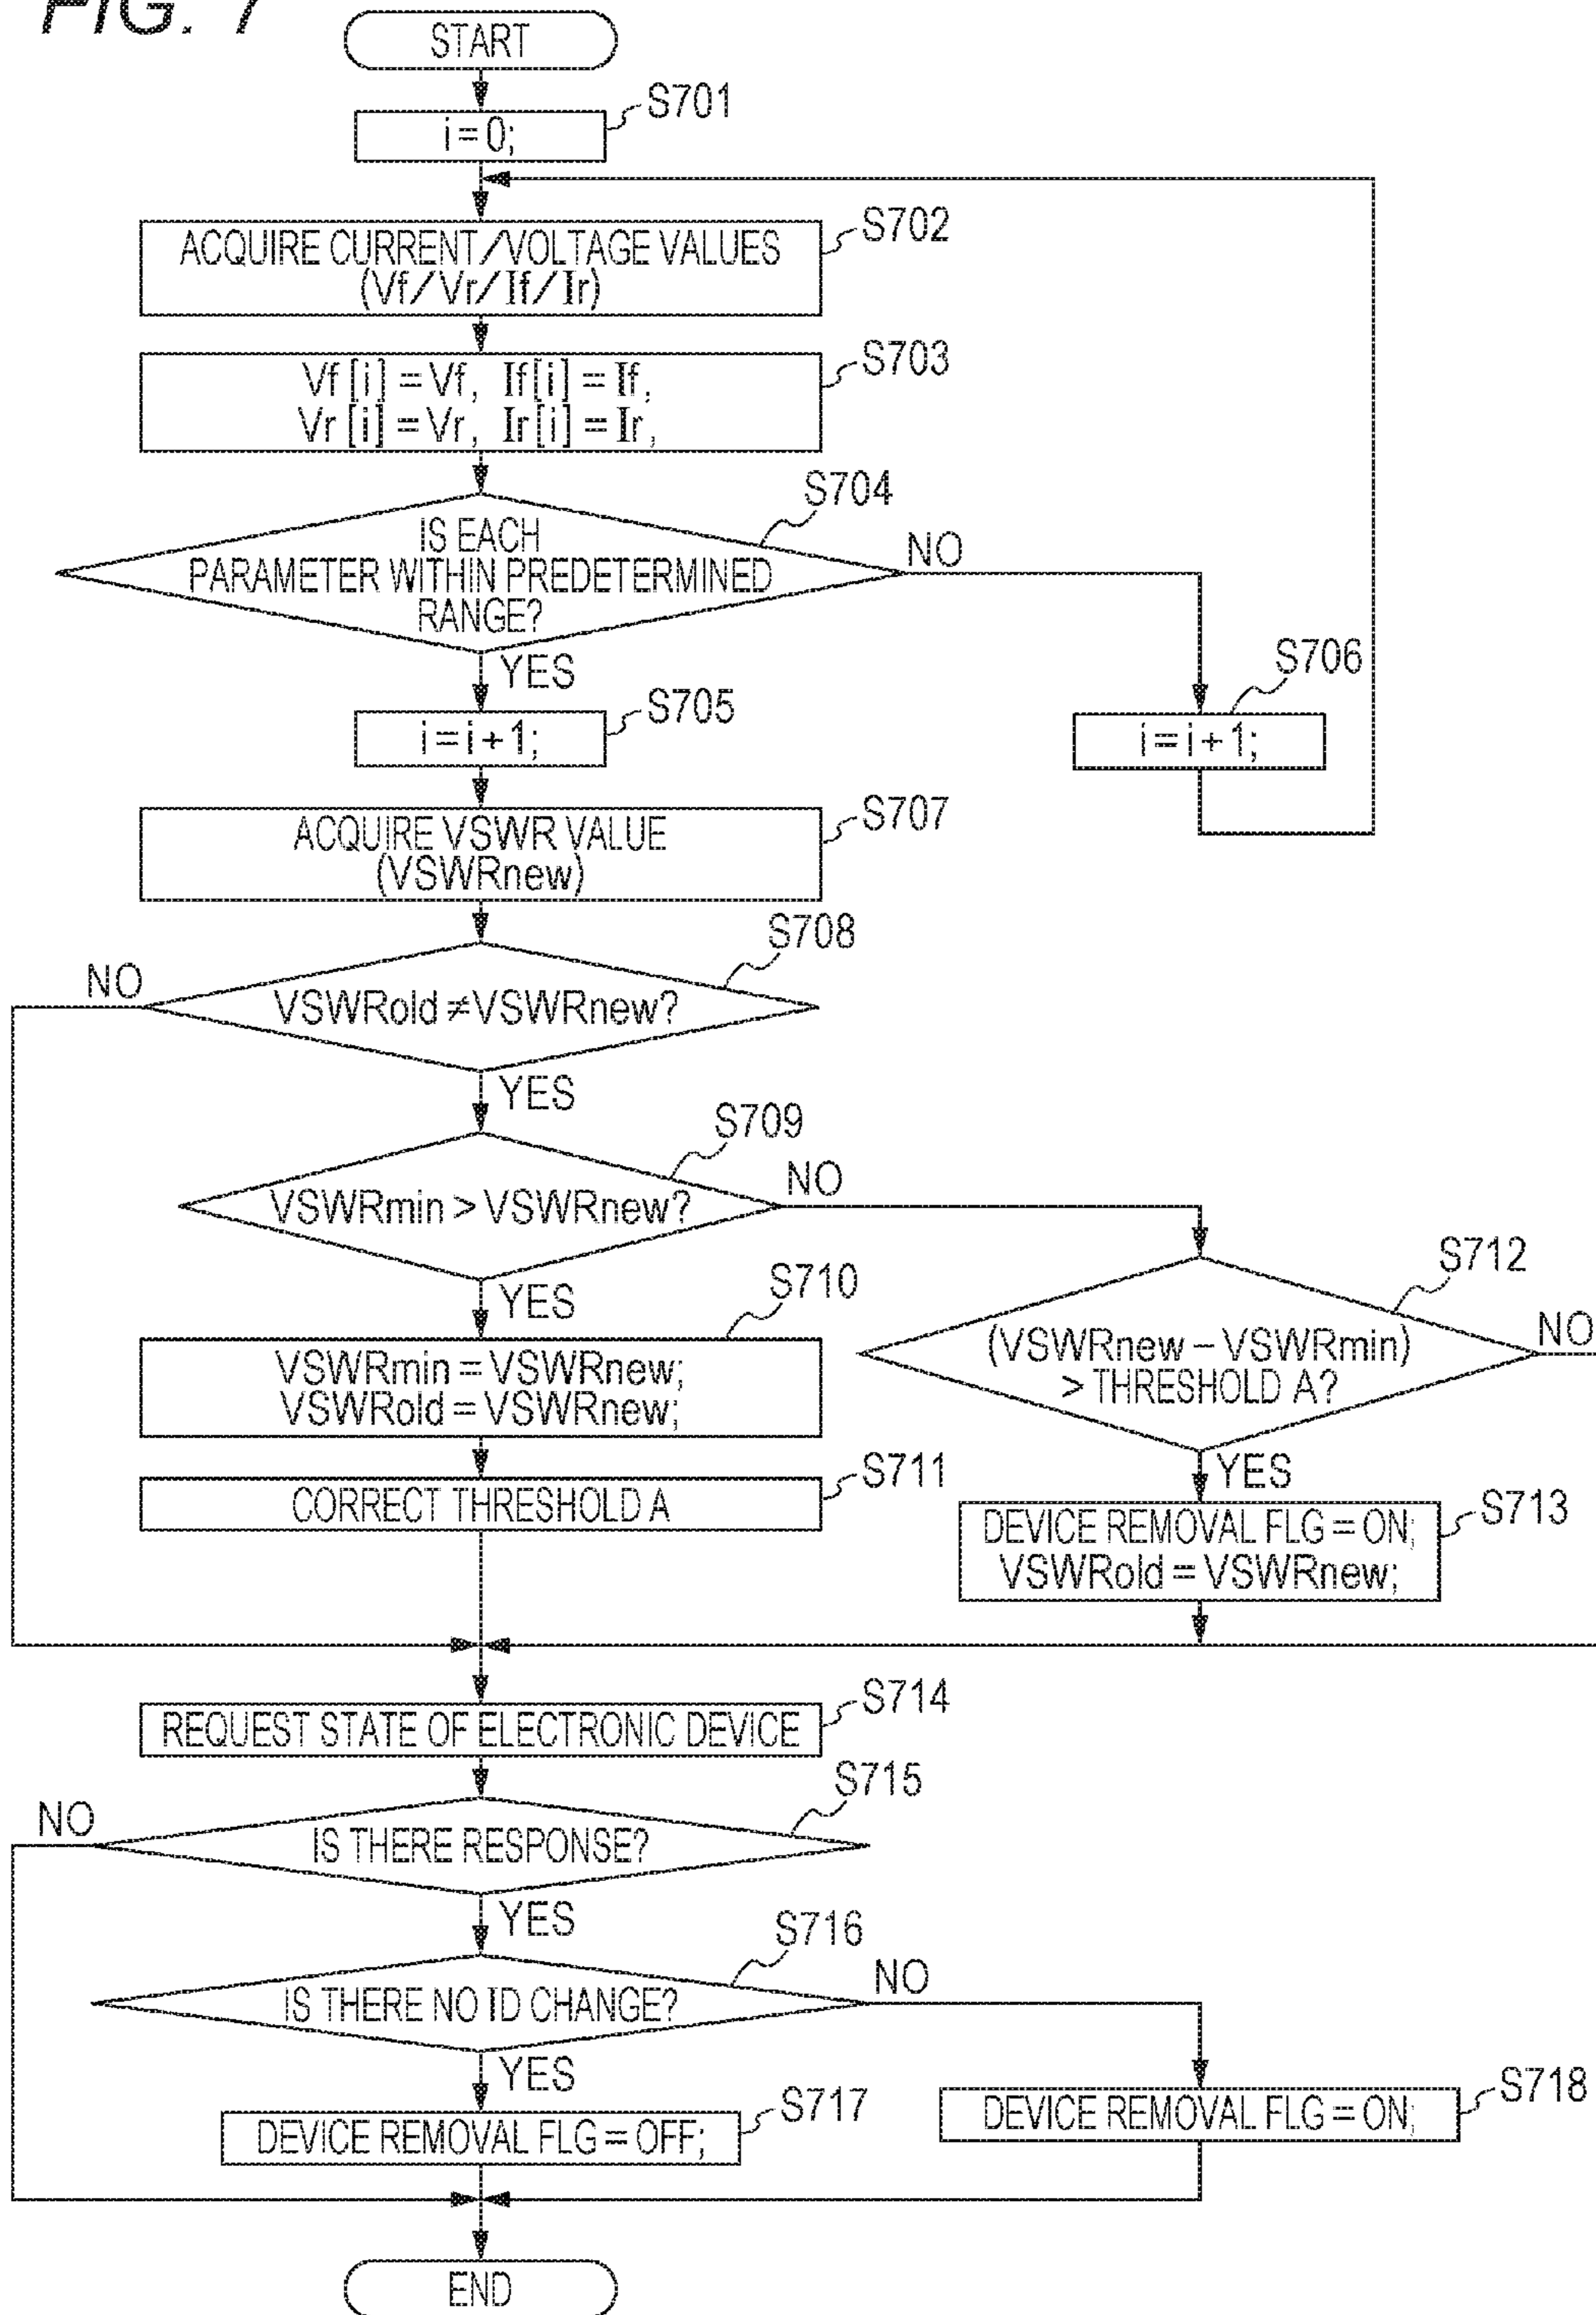 FIG. 7
START
S701
i = 0;
S702
ACQUIRE CURRENT/VOLTAGE VALUES
(Vf/Vr/If/Ir)
S703
Vf [i] = Vf, If[i] = If,
Vr [i] = Vr, Ir[i] = Ir,
S704
IS EACH
PARAMETER WITHIN PREDETERMINED
RANGE?
NO
YES
S705
i = i + 1;
S706
i = i + 1;
S707
ACQUIRE VSWR VALUE
(VSWRnew)
S708
NO
VSWRold ≠ VSWRnew?
YES
S709
NO
VSWRmin > VSWRnew?
YES
S710
VSWRmin = VSWRnew;
VSWRold = VSWRnew;
S711
CORRECT THRESHOLD A
S712
NO
(VSWRnew – VSWRmin)
> THRESHOLD A?
YES
S713
DEVICE REMOVAL FLG = ON;
VSWRold = VSWRnew;
S714
REQUEST STATE OF ELECTRONIC DEVICE
S715
NO
IS THERE RESPONSE?
YES
S716
NO
IS THERE NO ID CHANGE?
YES
S717
DEVICE REMOVAL FLG = OFF;
S718
DEVICE REMOVAL FLG = ON;
END